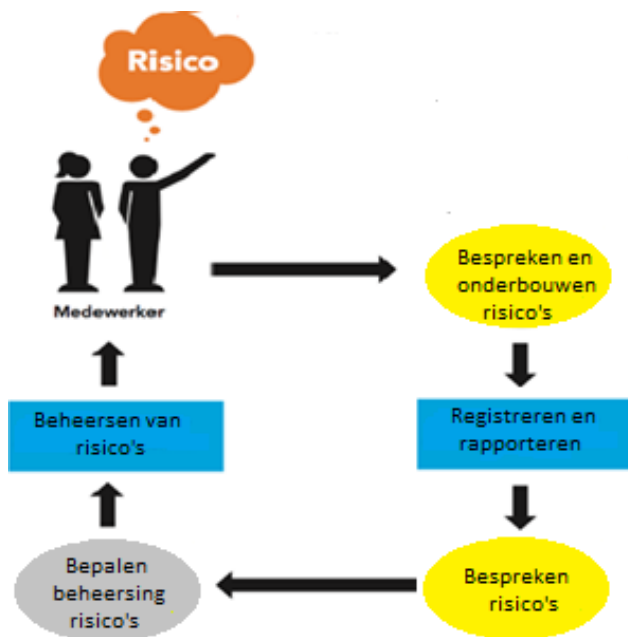 Risico
Medewerker
Bespreken en
onderbouwen
risico's
Registreren en
rapporteren
Bespreken
risico's
Bepalen
beheersing
risico's
Beheersen van
risico's